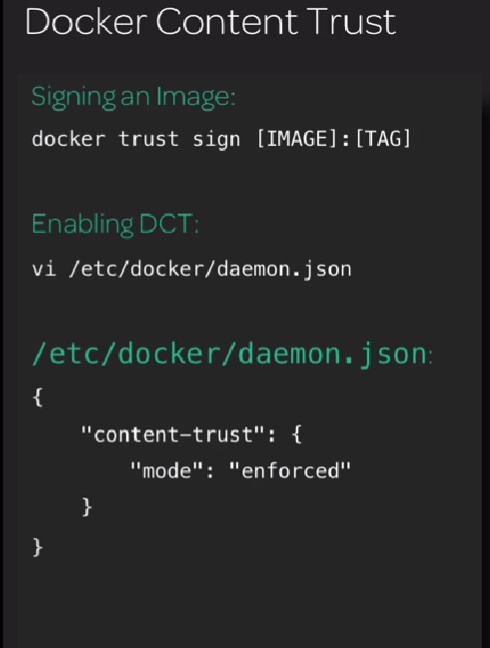 Docker Content Trust
Signing an Image:
docker trust sign [IMAGE]:[TAG]
Enabling DCT:
vi /etc/docker/daemon.json
/etc/docker/daemon.json:
{
    "content-trust": {
        "mode": "enforced"
    }
}